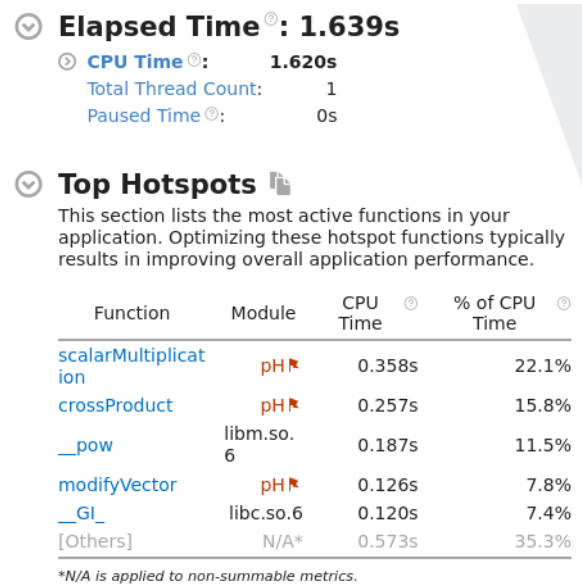 Elapsed Time: 1.639s
CPU Time: 1.620s
Total Thread Count: 1
Paused Time: 0s
Top Hotspots
This section lists the most active functions in your
application. Optimizing these hotspot functions typically
results in improving overall application performance.
Function Module CPU Time % of CPU Time
scalarMultiplicat
ion pH 0.358s 22.1%
crossProduct pH 0.257s 15.8%
__pow libm.so.
6 0.187s 11.5%
modifyVector pH 0.126s 7.8%
__GI_ libc.so.6 0.120s 7.4%
[Others] N/A* 0.573s 35.3%
*N/A is applied to non-summable metrics.